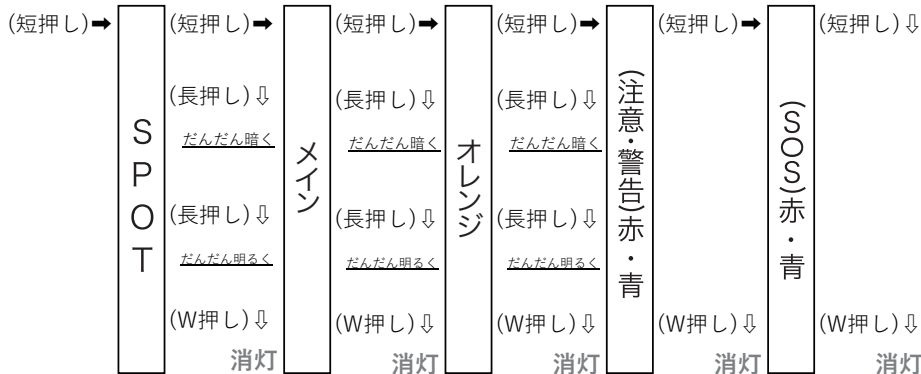 (短押し)➡
SPOT
(短押し)➡
(長押し)⇩
だんだん暗く
(長押し)⇩
だんだん明るく
(W押し)⇩
消灯
メイン
(短押し)➡
(長押し)⇩
だんだん暗く
(長押し)⇩
だんだん明るく
(W押し)⇩
消灯
オレンジ
(短押し)➡
(長押し)⇩
だんだん暗く
(長押し)⇩
だんだん明るく
(W押し)⇩
消灯
(注意・警告)赤・青
(短押し)➡
(W押し)⇩
消灯
(SOS)赤・青
(短押し)⇩
(W押し)⇩
消灯